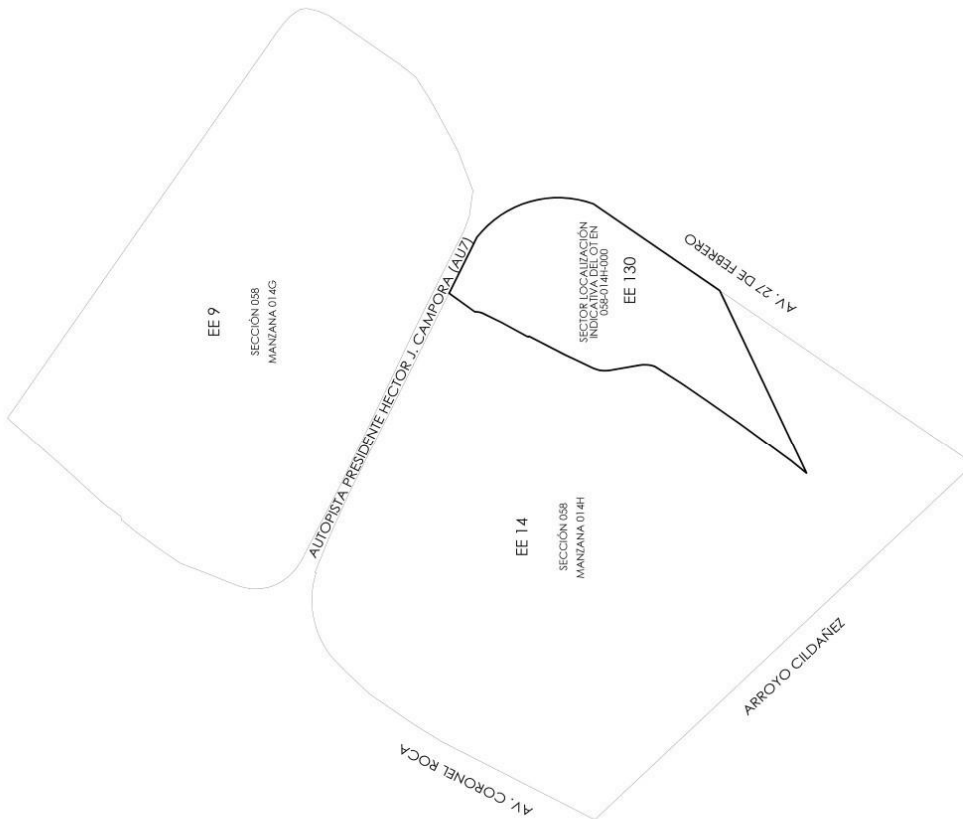 EE 9
SECCIÓN 058
MANZANA 014G
AUTOPISTA PRESIDENTE HECTOR J. CAMPORA (AU7)
SECTOR LOCALIZACIÓN
INDICATIVA DEL OT EN
058-014H-000
EE 130
AV. 27 DE FEBRERO
EE 14
SECCIÓN 058
MANZANA 014H
ARROYO CILDAÑEZ
AV. CORONEL ROCA